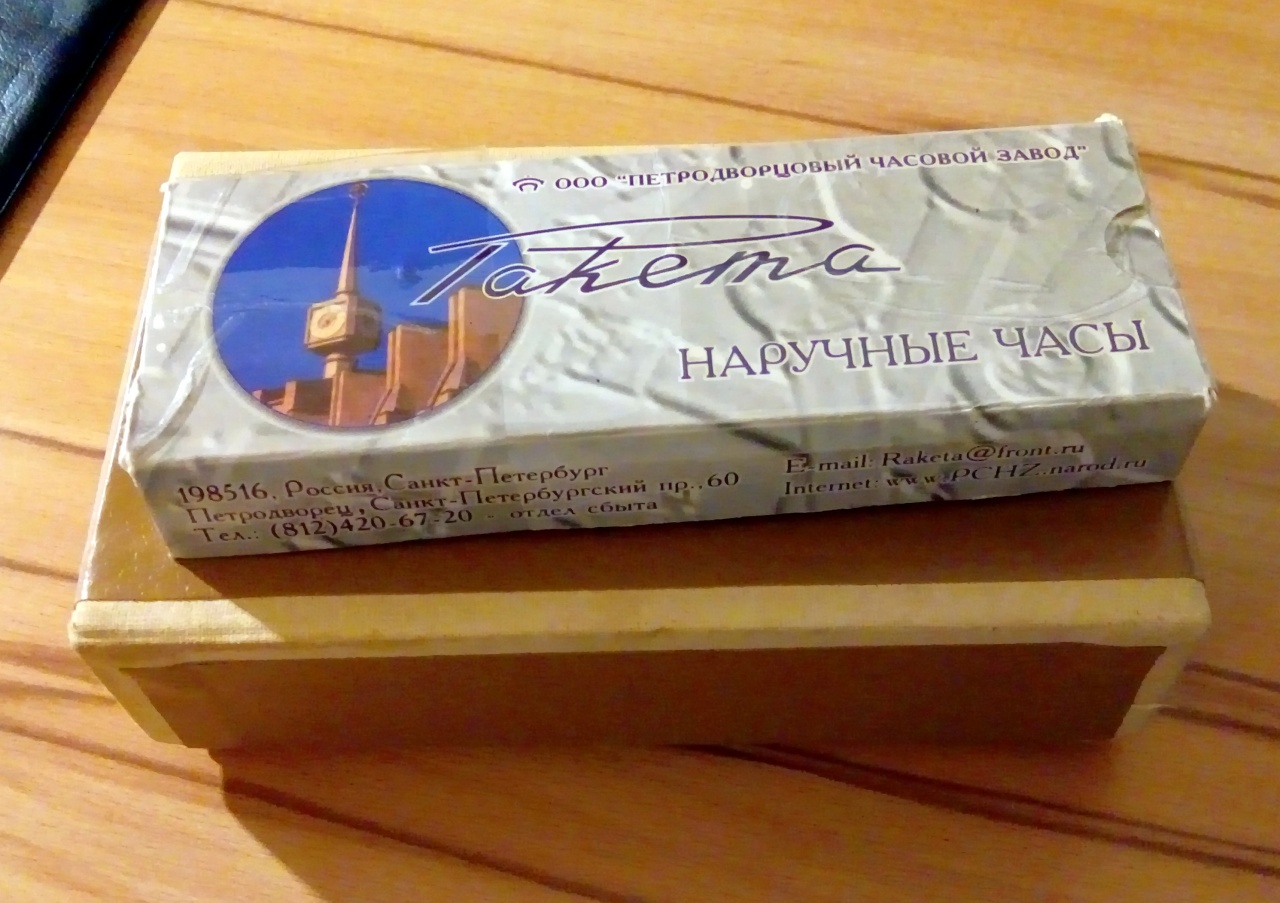 ООО "ПЕТРОДВОРЦОВЫЙ ЧАСОВОЙ ЗАВОД"
Ракета
НАРУЧНЫЕ ЧАСЫ
198516, Россия, Санкт-Петербург
Петродворец, Санкт-Петербургский пр., 60
Тел.: (812)420-67-20 - отдел сбыта
E-mail: Raketa@front.ru
Internet: www.PCHZ.narod.ru